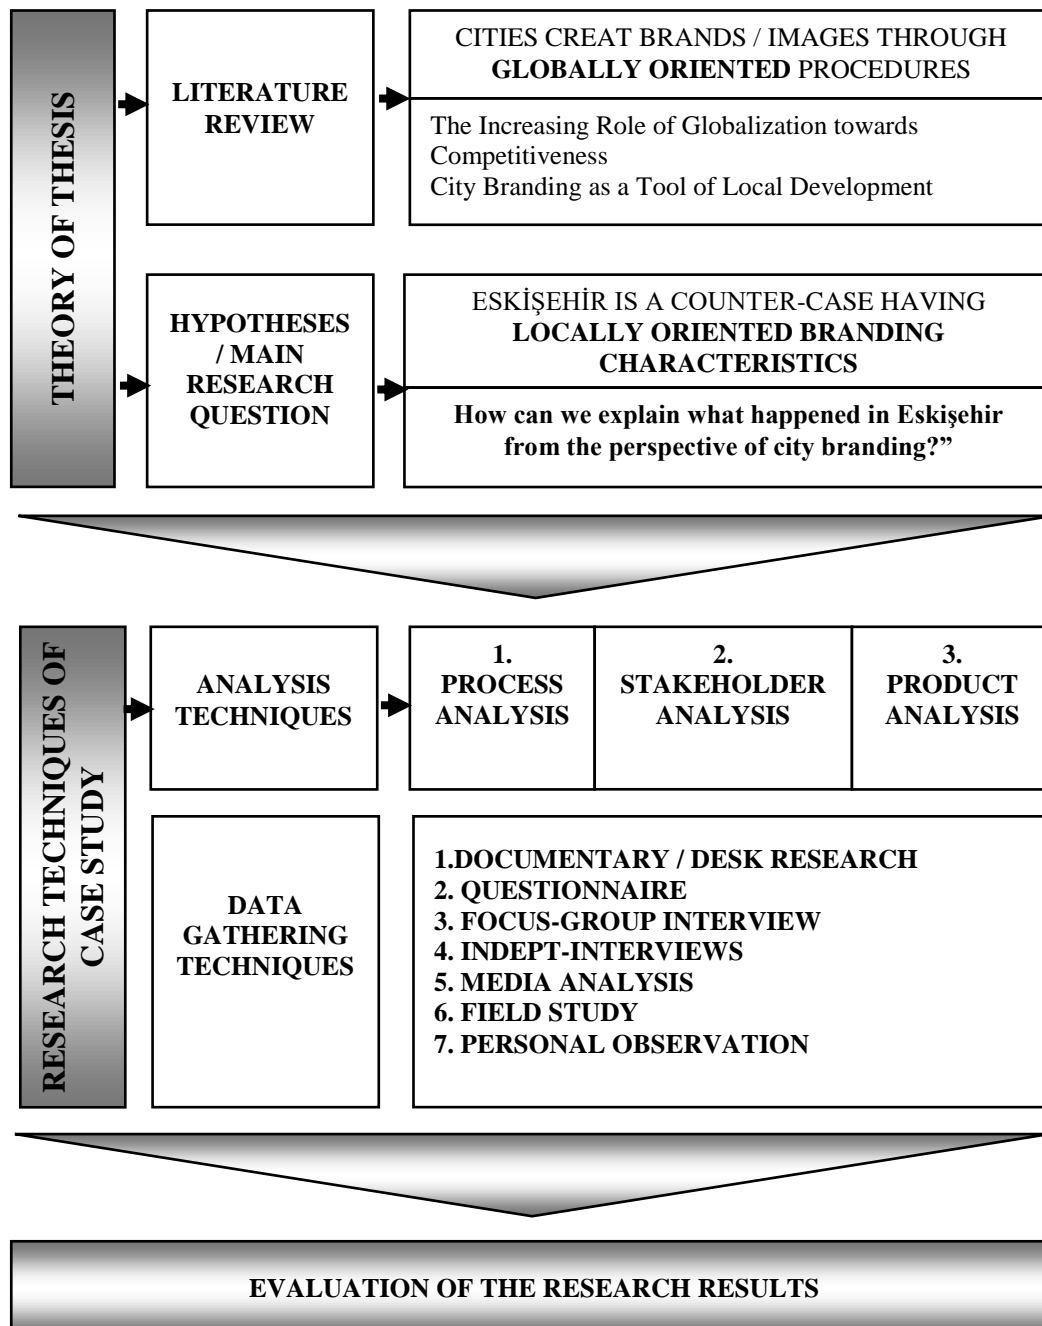 THEORY OF THESIS
LITERATURE
REVIEW
CITIES CREAT BRANDS / IMAGES THROUGH
GLOBALLY ORIENTED PROCEDURES
The Increasing Role of Globalization towards
Competitiveness
City Branding as a Tool of Local Development
HYPOTHESES
/ MAIN
RESEARCH
QUESTION
ESKİŞEHİR IS A COUNTER-CASE HAVING
LOCALLY ORIENTED BRANDING
CHARACTERISTICS
How can we explain what happened in Eskişehir
from the perspective of city branding?”
RESEARCH TECHNIQUES OF
CASE STUDY
ANALYSIS
TECHNIQUES
1.
PROCESS
ANALYSIS
2.
STAKEHOLDER
ANALYSIS
3.
PRODUCT
ANALYSIS
DATA
GATHERING
TECHNIQUES
1.DOCUMENTARY / DESK RESEARCH
2. QUESTIONNAIRE
3. FOCUS-GROUP INTERVIEW
4. INDEPT-INTERVIEWS
5. MEDIA ANALYSIS
6. FIELD STUDY
7. PERSONAL OBSERVATION
EVALUATION OF THE RESEARCH RESULTS